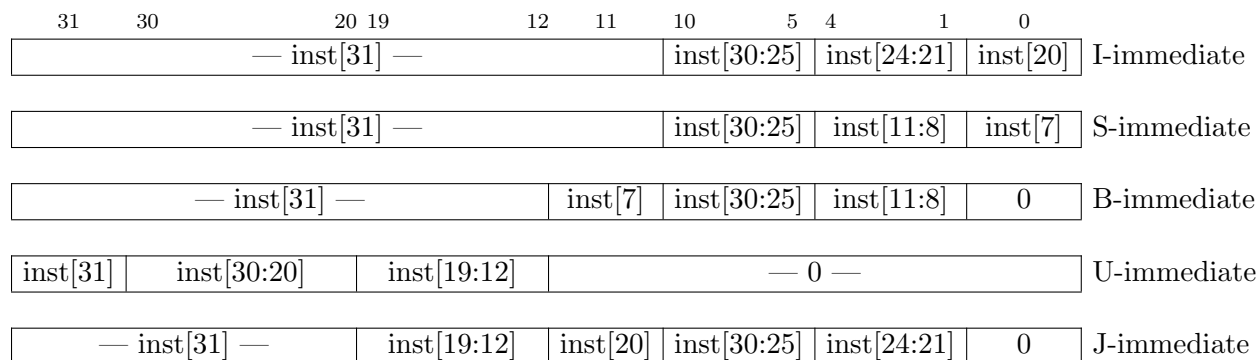 31 30 20 19 12 11 10 5 4 1 0
— inst[31] — inst[30:25] inst[24:21] inst[20] I-immediate
— inst[31] — inst[30:25] inst[11:8] inst[7] S-immediate
— inst[31] — inst[7] inst[30:25] inst[11:8] 0 B-immediate
inst[31] inst[30:20] inst[19:12] — 0 — U-immediate
— inst[31] — inst[19:12] inst[20] inst[30:25] inst[24:21] 0 J-immediate